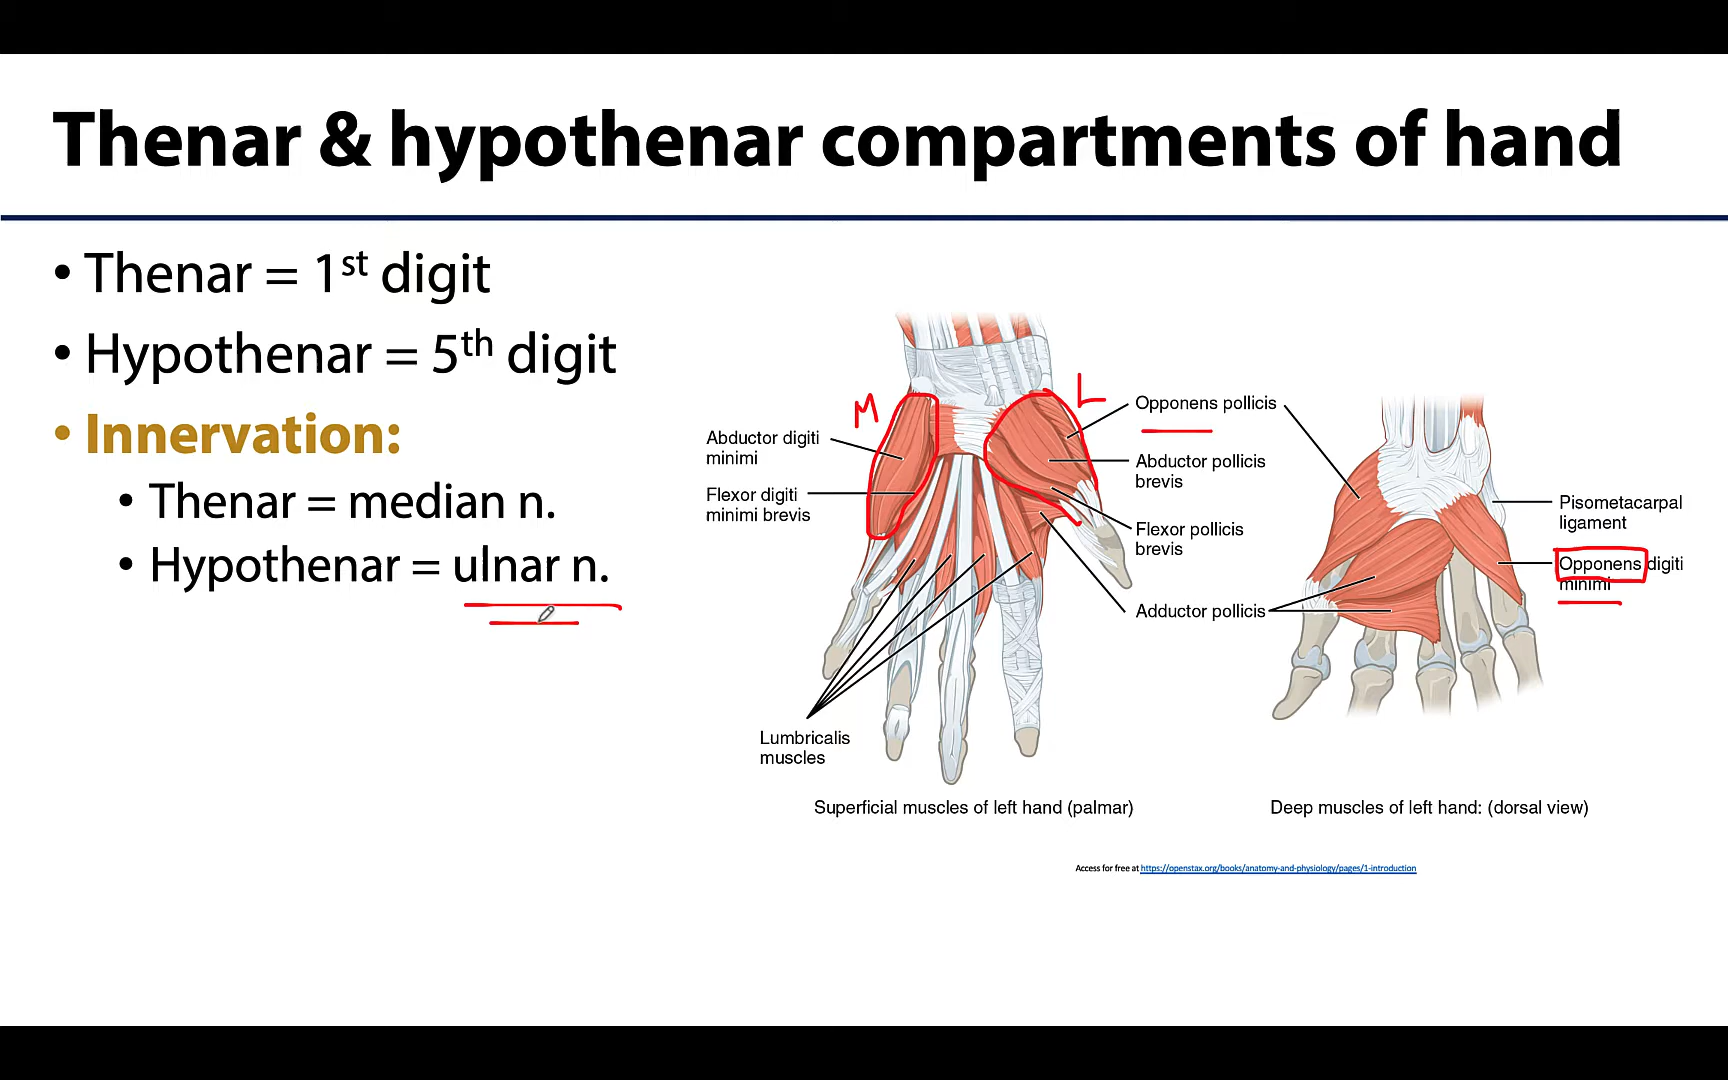 Thenar & hypothenar compartments of hand
• Thenar = 1st digit
• Hypothenar = 5th digit
• Innervation:
• Thenar = median n.
• Hypothenar = ulnar n.
M
L
Abductor digiti
minimi
Flexor digiti
minimi brevis
Lumbricalis
muscles
Opponens pollicis
Abductor pollicis
brevis
Flexor pollicis
brevis
Adductor pollicis
Superficial muscles of left hand (palmar)
Pisometacarpal
ligament
Opponens digiti
minimi
Deep muscles of left hand: (dorsal view)
Access for free at https://openstax.org/books/anatomy-and-physiology/pages/1-introduction